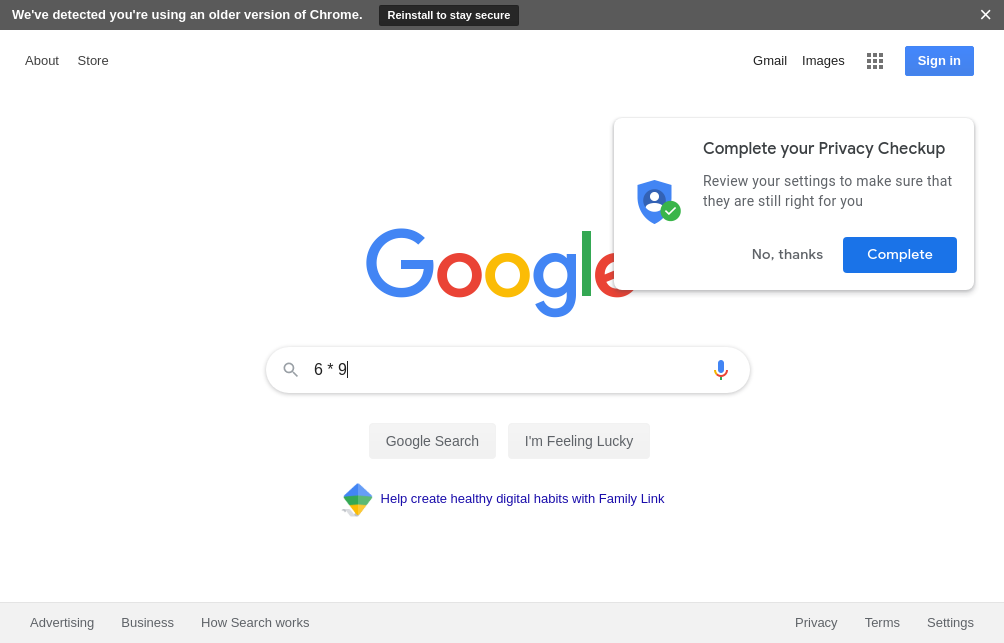 We've detected you're using an older version of Chrome. Reinstall to stay secure
About Store Gmail Images Sign in
Complete your Privacy Checkup
Review your settings to make sure that
they are still right for you
No, thanks Complete
Google
6 * 9
Google Search I'm Feeling Lucky
Help create healthy digital habits with Family Link
Advertising Business How Search works Privacy Terms Settings